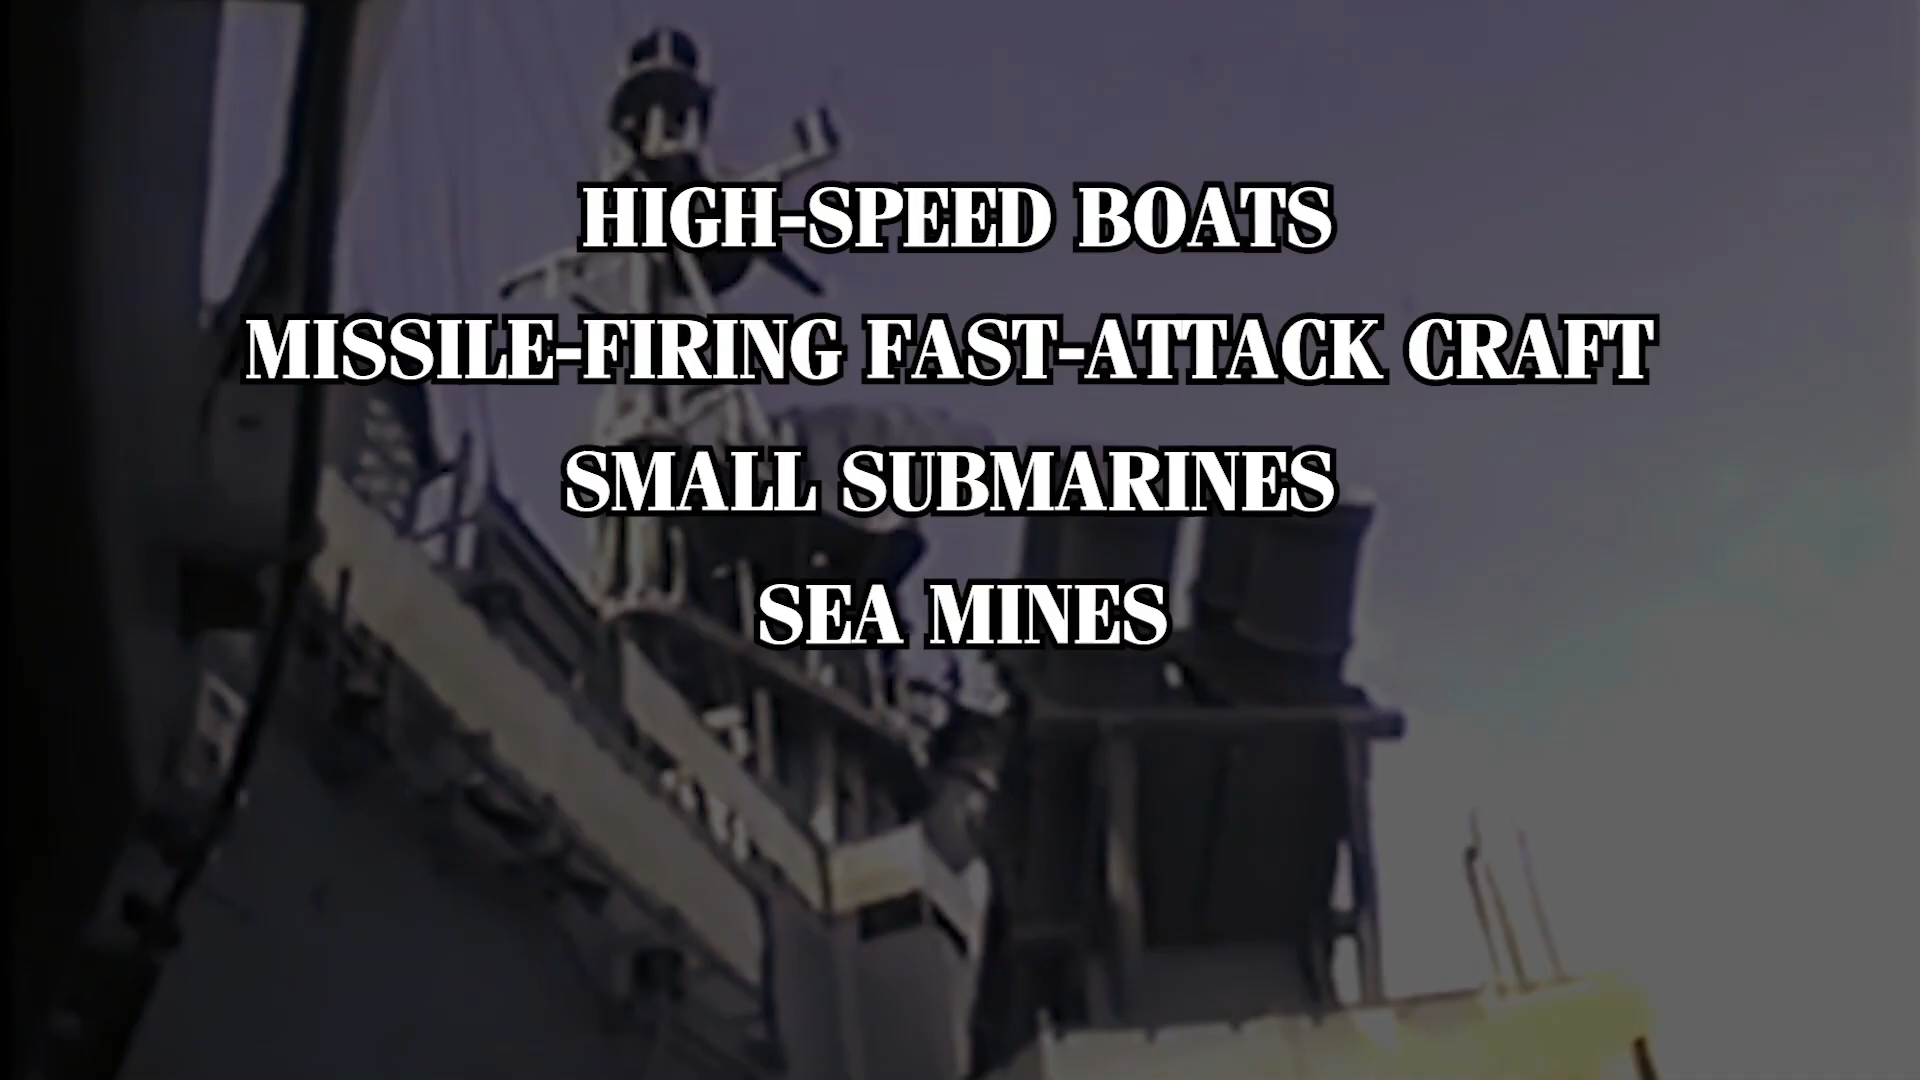 HIGH-SPEED BOATS
MISSILE-FIRING FAST-ATTACK CRAFT
SMALL SUBMARINES
SEA MINES